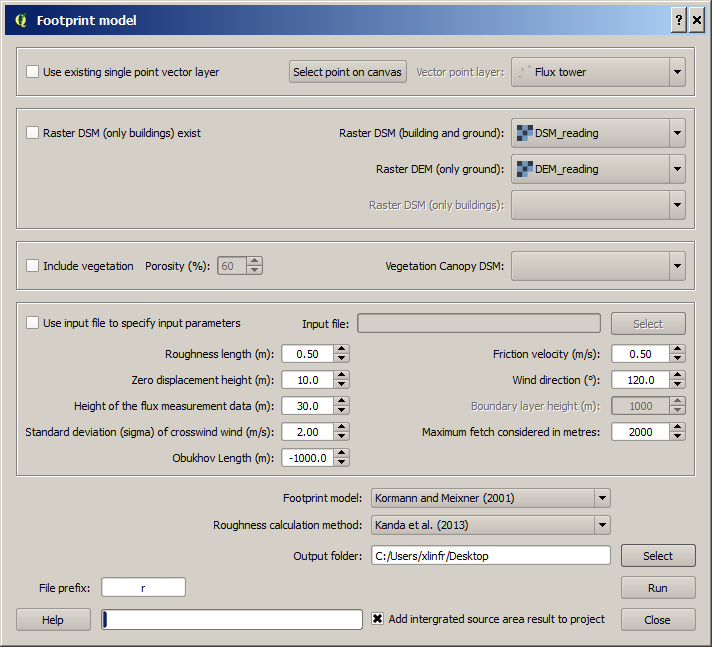 Footprint model
Use existing single point vector layer Select point on canvas Vector point layer: Flux tower
Raster DSM (only buildings) exist Raster DSM (building and ground): DSM_reading
Raster DEM (only ground): DEM_reading
Raster DSM (only buildings):
Include vegetation Porosity (%): 60 Vegetation Canopy DSM:
Use input file to specify input parameters Input file: Select
Roughness length (m): 0.50 Friction velocity (m/s): 0.50
Zero displacement height (m): 10.0 Wind direction (°): 120.0
Height of the flux measurement data (m): 30.0 Boundary layer height (m): 1000
Standard deviation (sigma) of crosswind wind (m/s): 2.00 Maximum fetch considered in metres: 2000
Obukhov Length (m): -1000.0
Footprint model: Kormann and Meixner (2001)
Roughness calculation method: Kanda et al. (2013)
Output folder: C:/Users/xlinfr/Desktop Select
File prefix: r Run
Help Add intergrated source area result to project Close